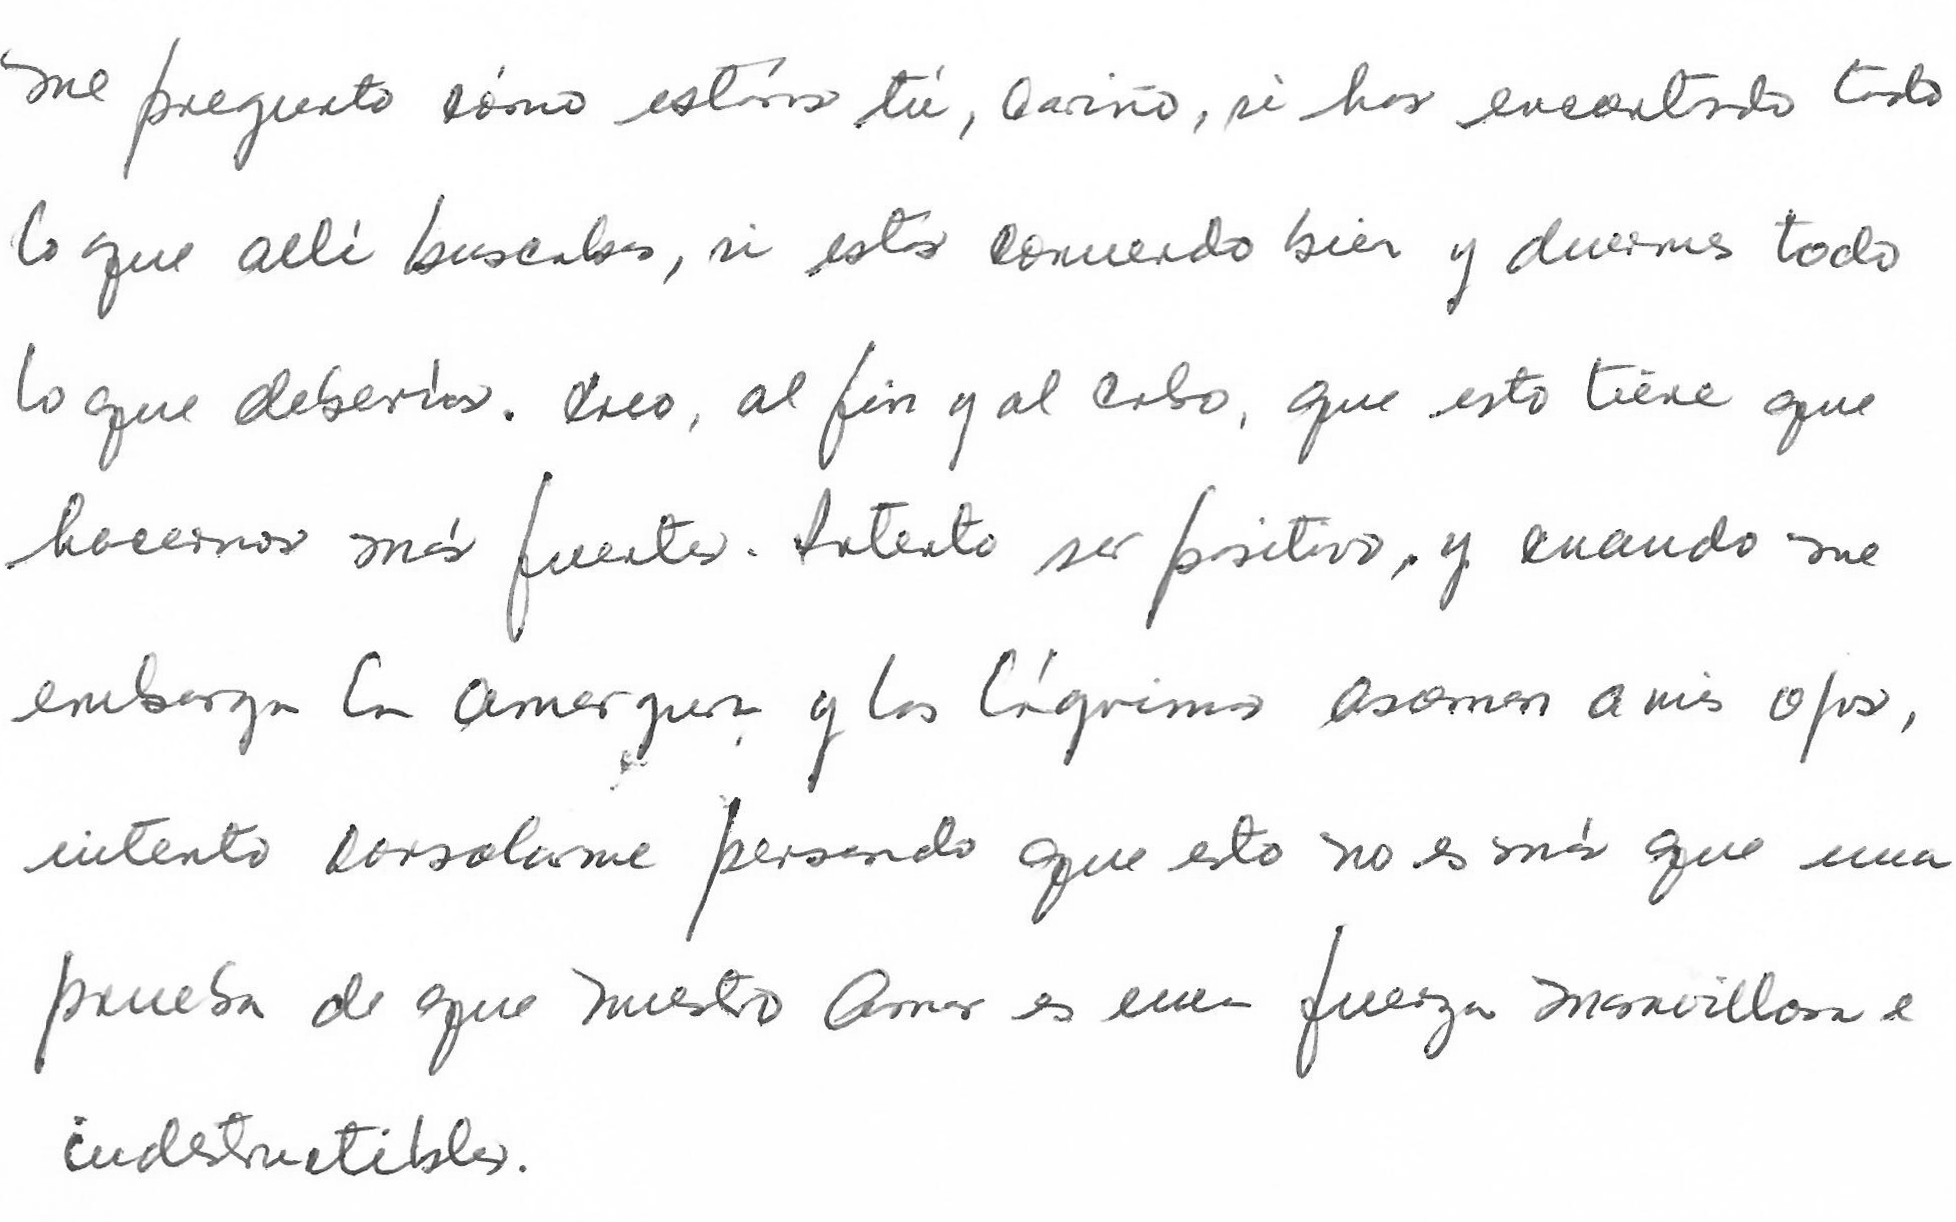 me pregunto cómo estárás tú, cariño, si has encontrado todo
lo que allí buscabas, si estás comiendo bien y duermes todo
lo que deberías. Creo, al fin y al cabo, que esto tiene que
hacernos más fuertes. Intento ser positivo, y cuando me
embarga la amargura y las lágrimas asoman a mis ojos,
intento consolarme pensando que esto no es más que una
prueba de que nuestro Amor es una fuerza maravillosa e
indestructibles.